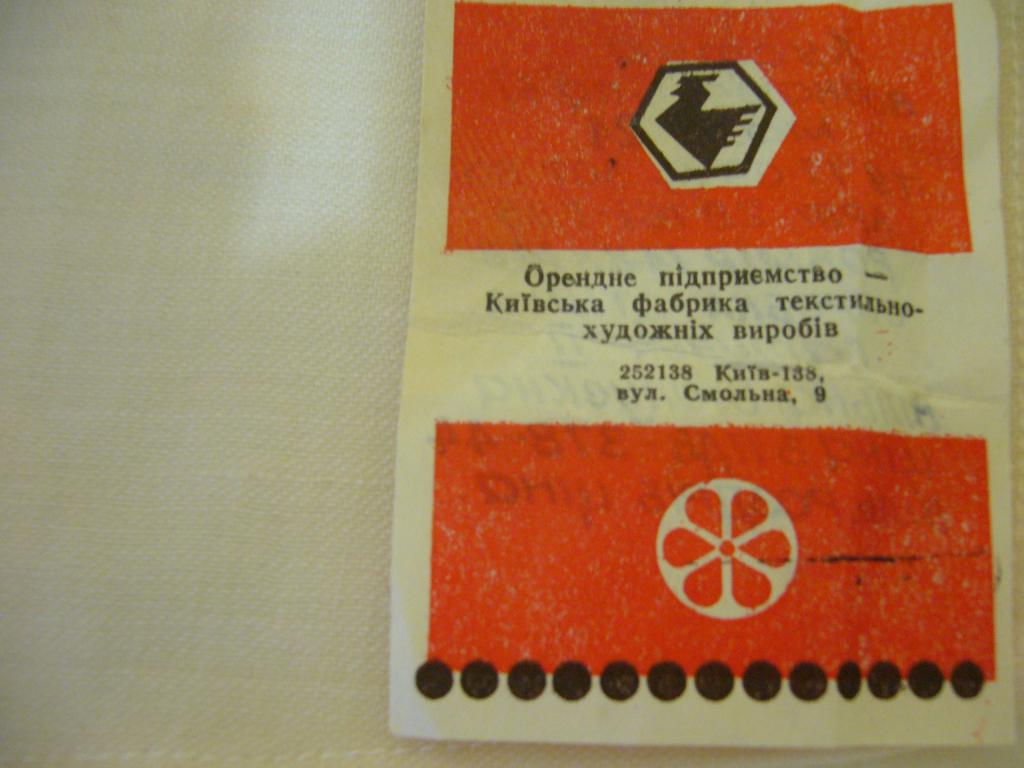 Орендне підприємство —
Київська фабрика текстильно-
художніх виробів
252138 Київ-138,
вул. Смольна, 9